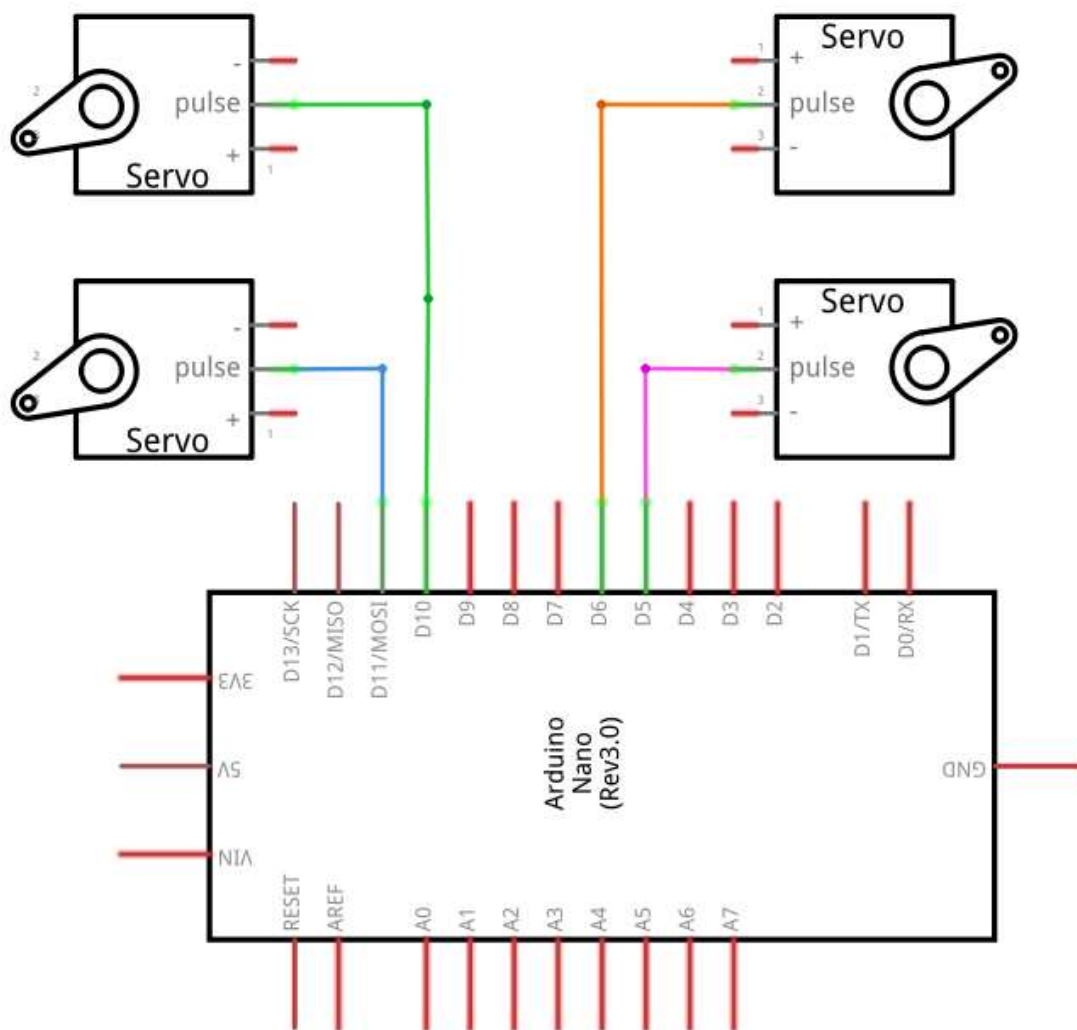 -
2
pulse
+
1
Servo
Servo
1
+
2
pulse
3
-
-
2
pulse
+
1
Servo
Servo
1
+
2
pulse
3
-
D13/SCK
D12/MISO
D11/MOSI
D10
D9
D8
D7
D6
D5
D4
D3
D2
D1/TX
D0/RX
3V3
5V
VIN
Arduino
Nano
(Rev3.0)
GND
RESET
AREF
A0
A1
A2
A3
A4
A5
A6
A7